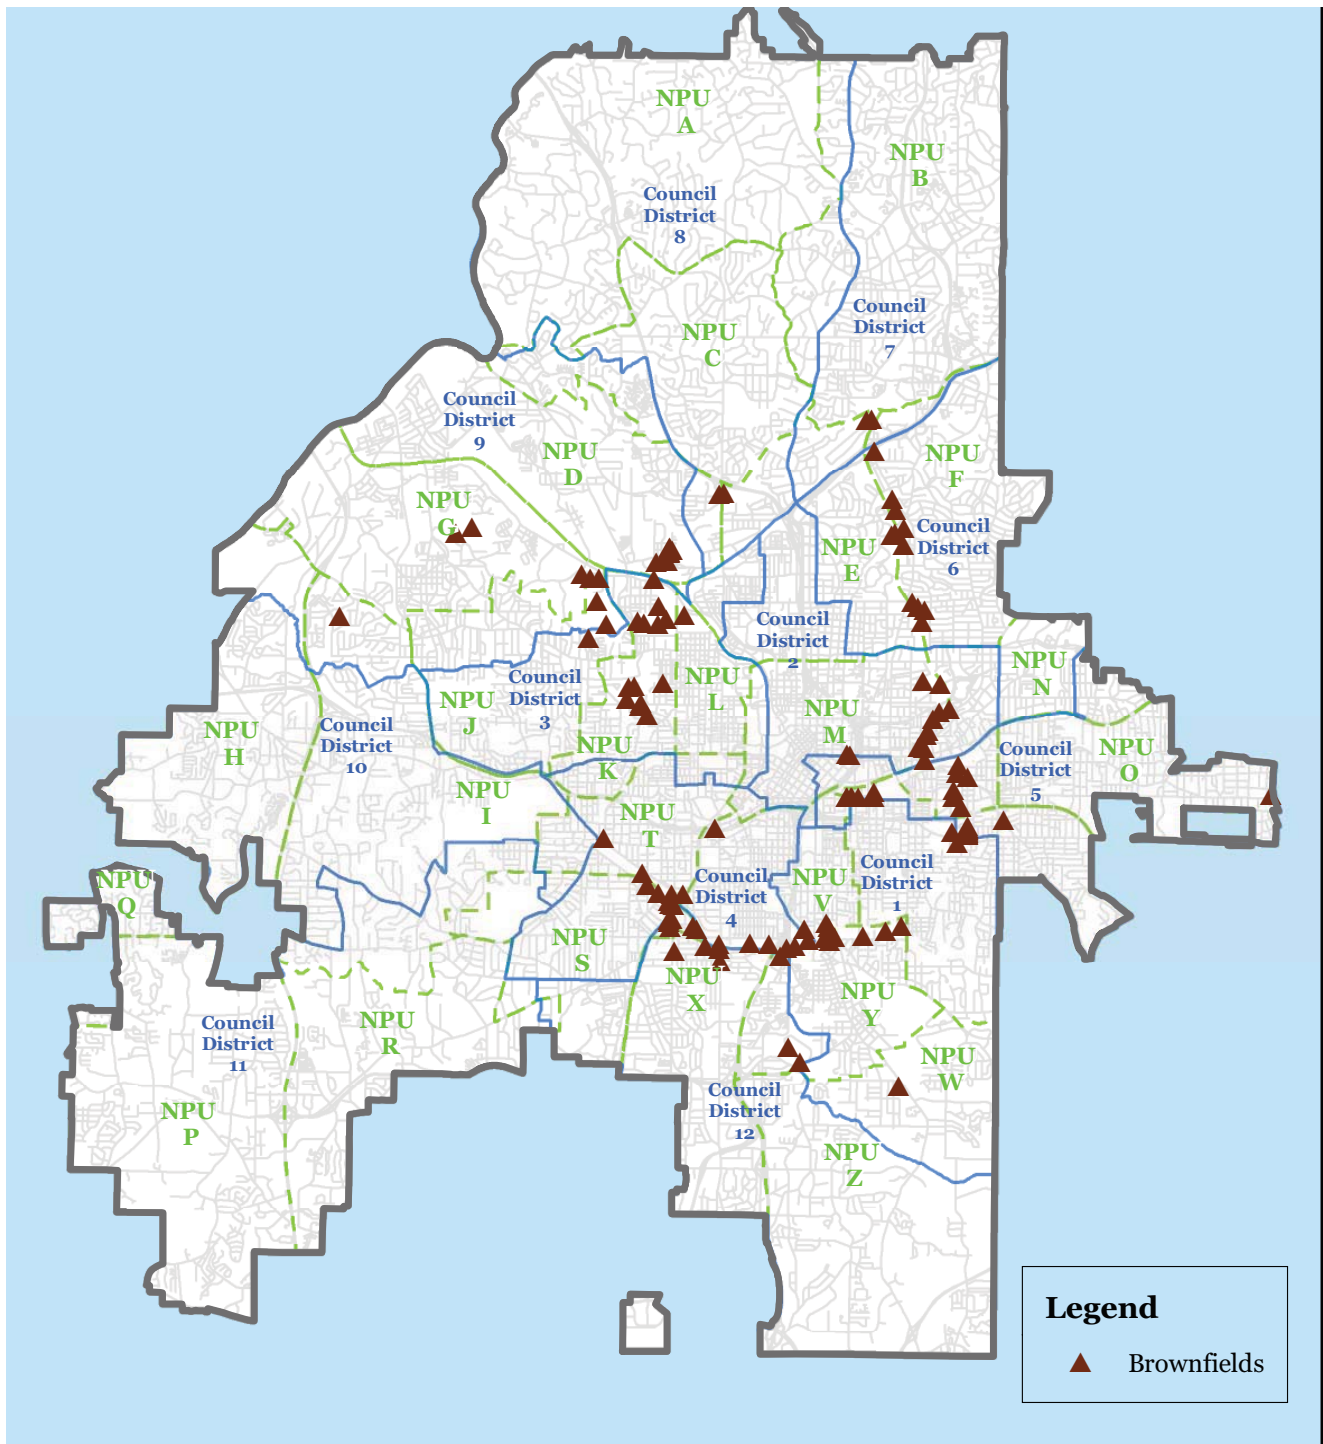 NPU
A
NPU
B
Council
District
8
Council
District
7
NPU
C
Council
District
9
NPU
D
NPU
F
NPU
G
Council
District
6
NPU
E
Council
District
2
NPU
N
Council
District
3
NPU
L
NPU
J
NPU
M
NPU
H
Council
District
10
NPU
K
Council
District
5
NPU
O
NPU
I
NPU
T
NPU
Q
Council
District
4
NPU
V
Council
District
1
NPU
S
NPU
X
NPU
Y
Council
District
11
NPU
R
NPU
W
Council
District
12
NPU
P
NPU
Z
Legend
Brownfields